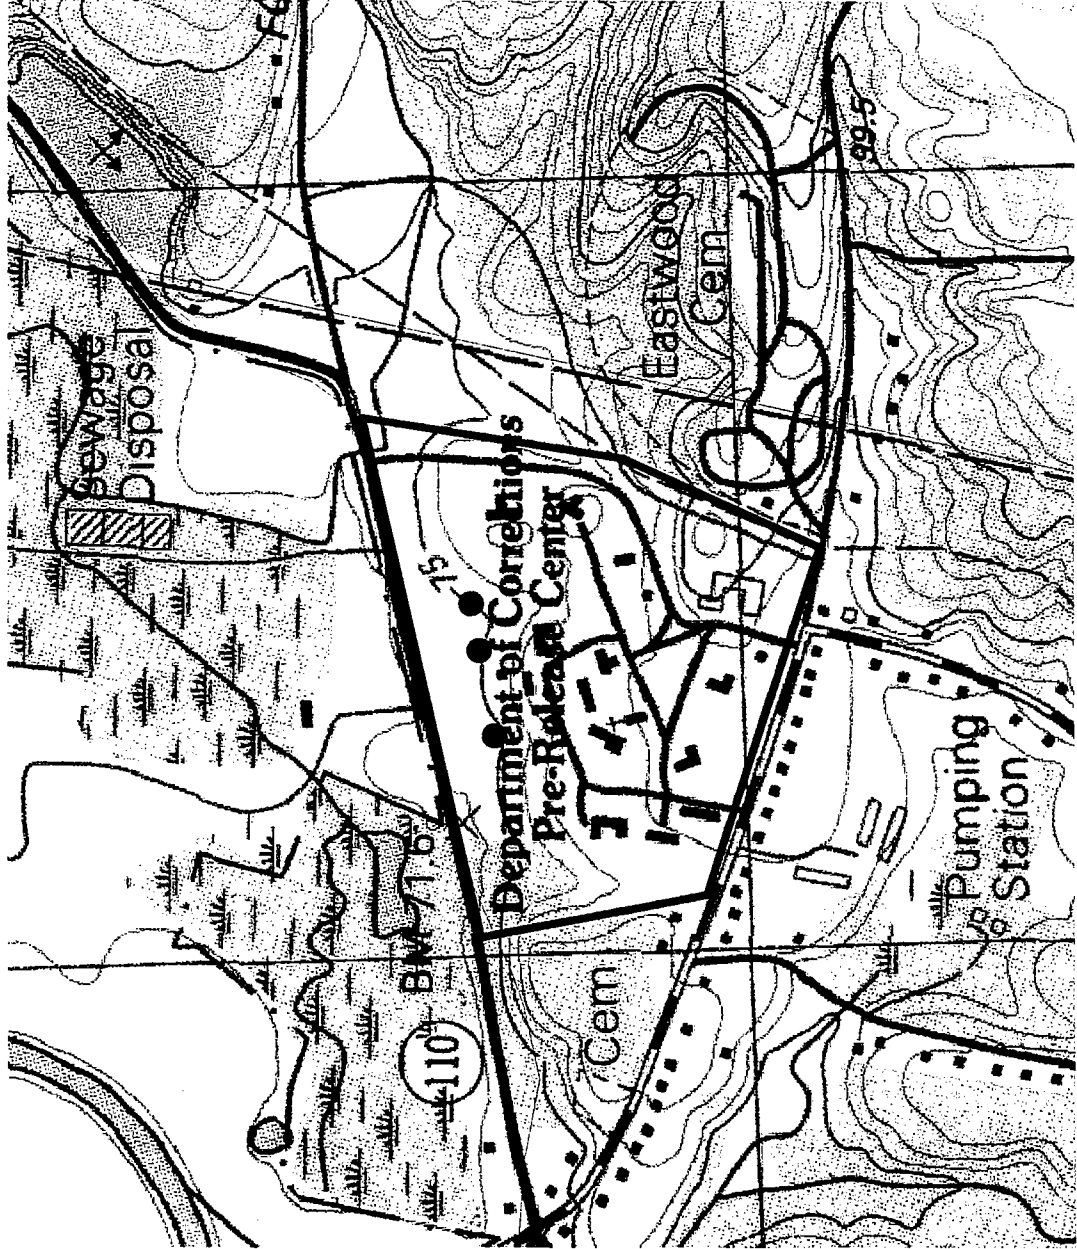 Sewage
Disposal
75
Department of Corrections
Pre-Release Center
Eastwood
Cem
99.5
BM 71.6
110
Cem
Pumping
Station